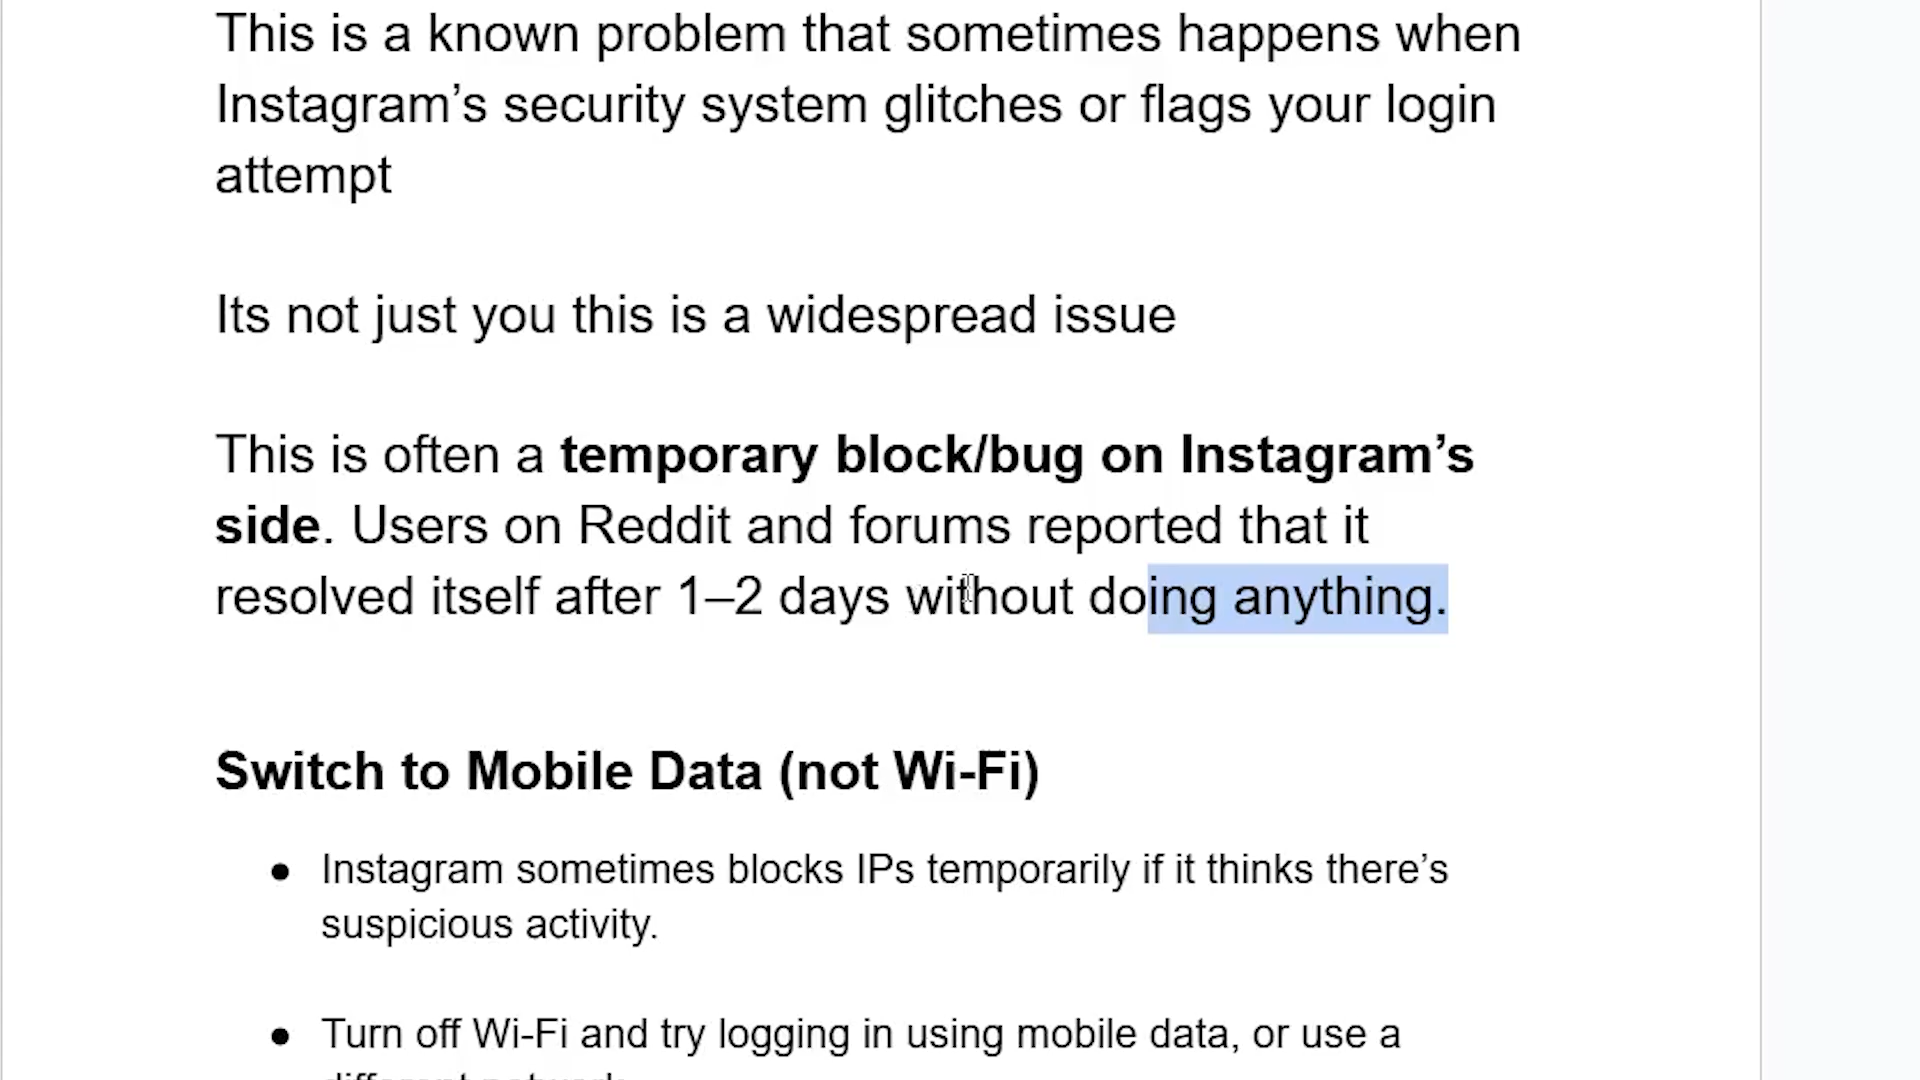 This is a known problem that sometimes happens when
Instagram’s security system glitches or flags your login
attempt
Its not just you this is a widespread issue
This is often a temporary block/bug on Instagram’s
side. Users on Reddit and forums reported that it
resolved itself after 1–2 days without doing anything.
Switch to Mobile Data (not Wi-Fi)
● Instagram sometimes blocks IPs temporarily if it thinks there’s
suspicious activity.
● Turn off Wi-Fi and try logging in using mobile data, or use a